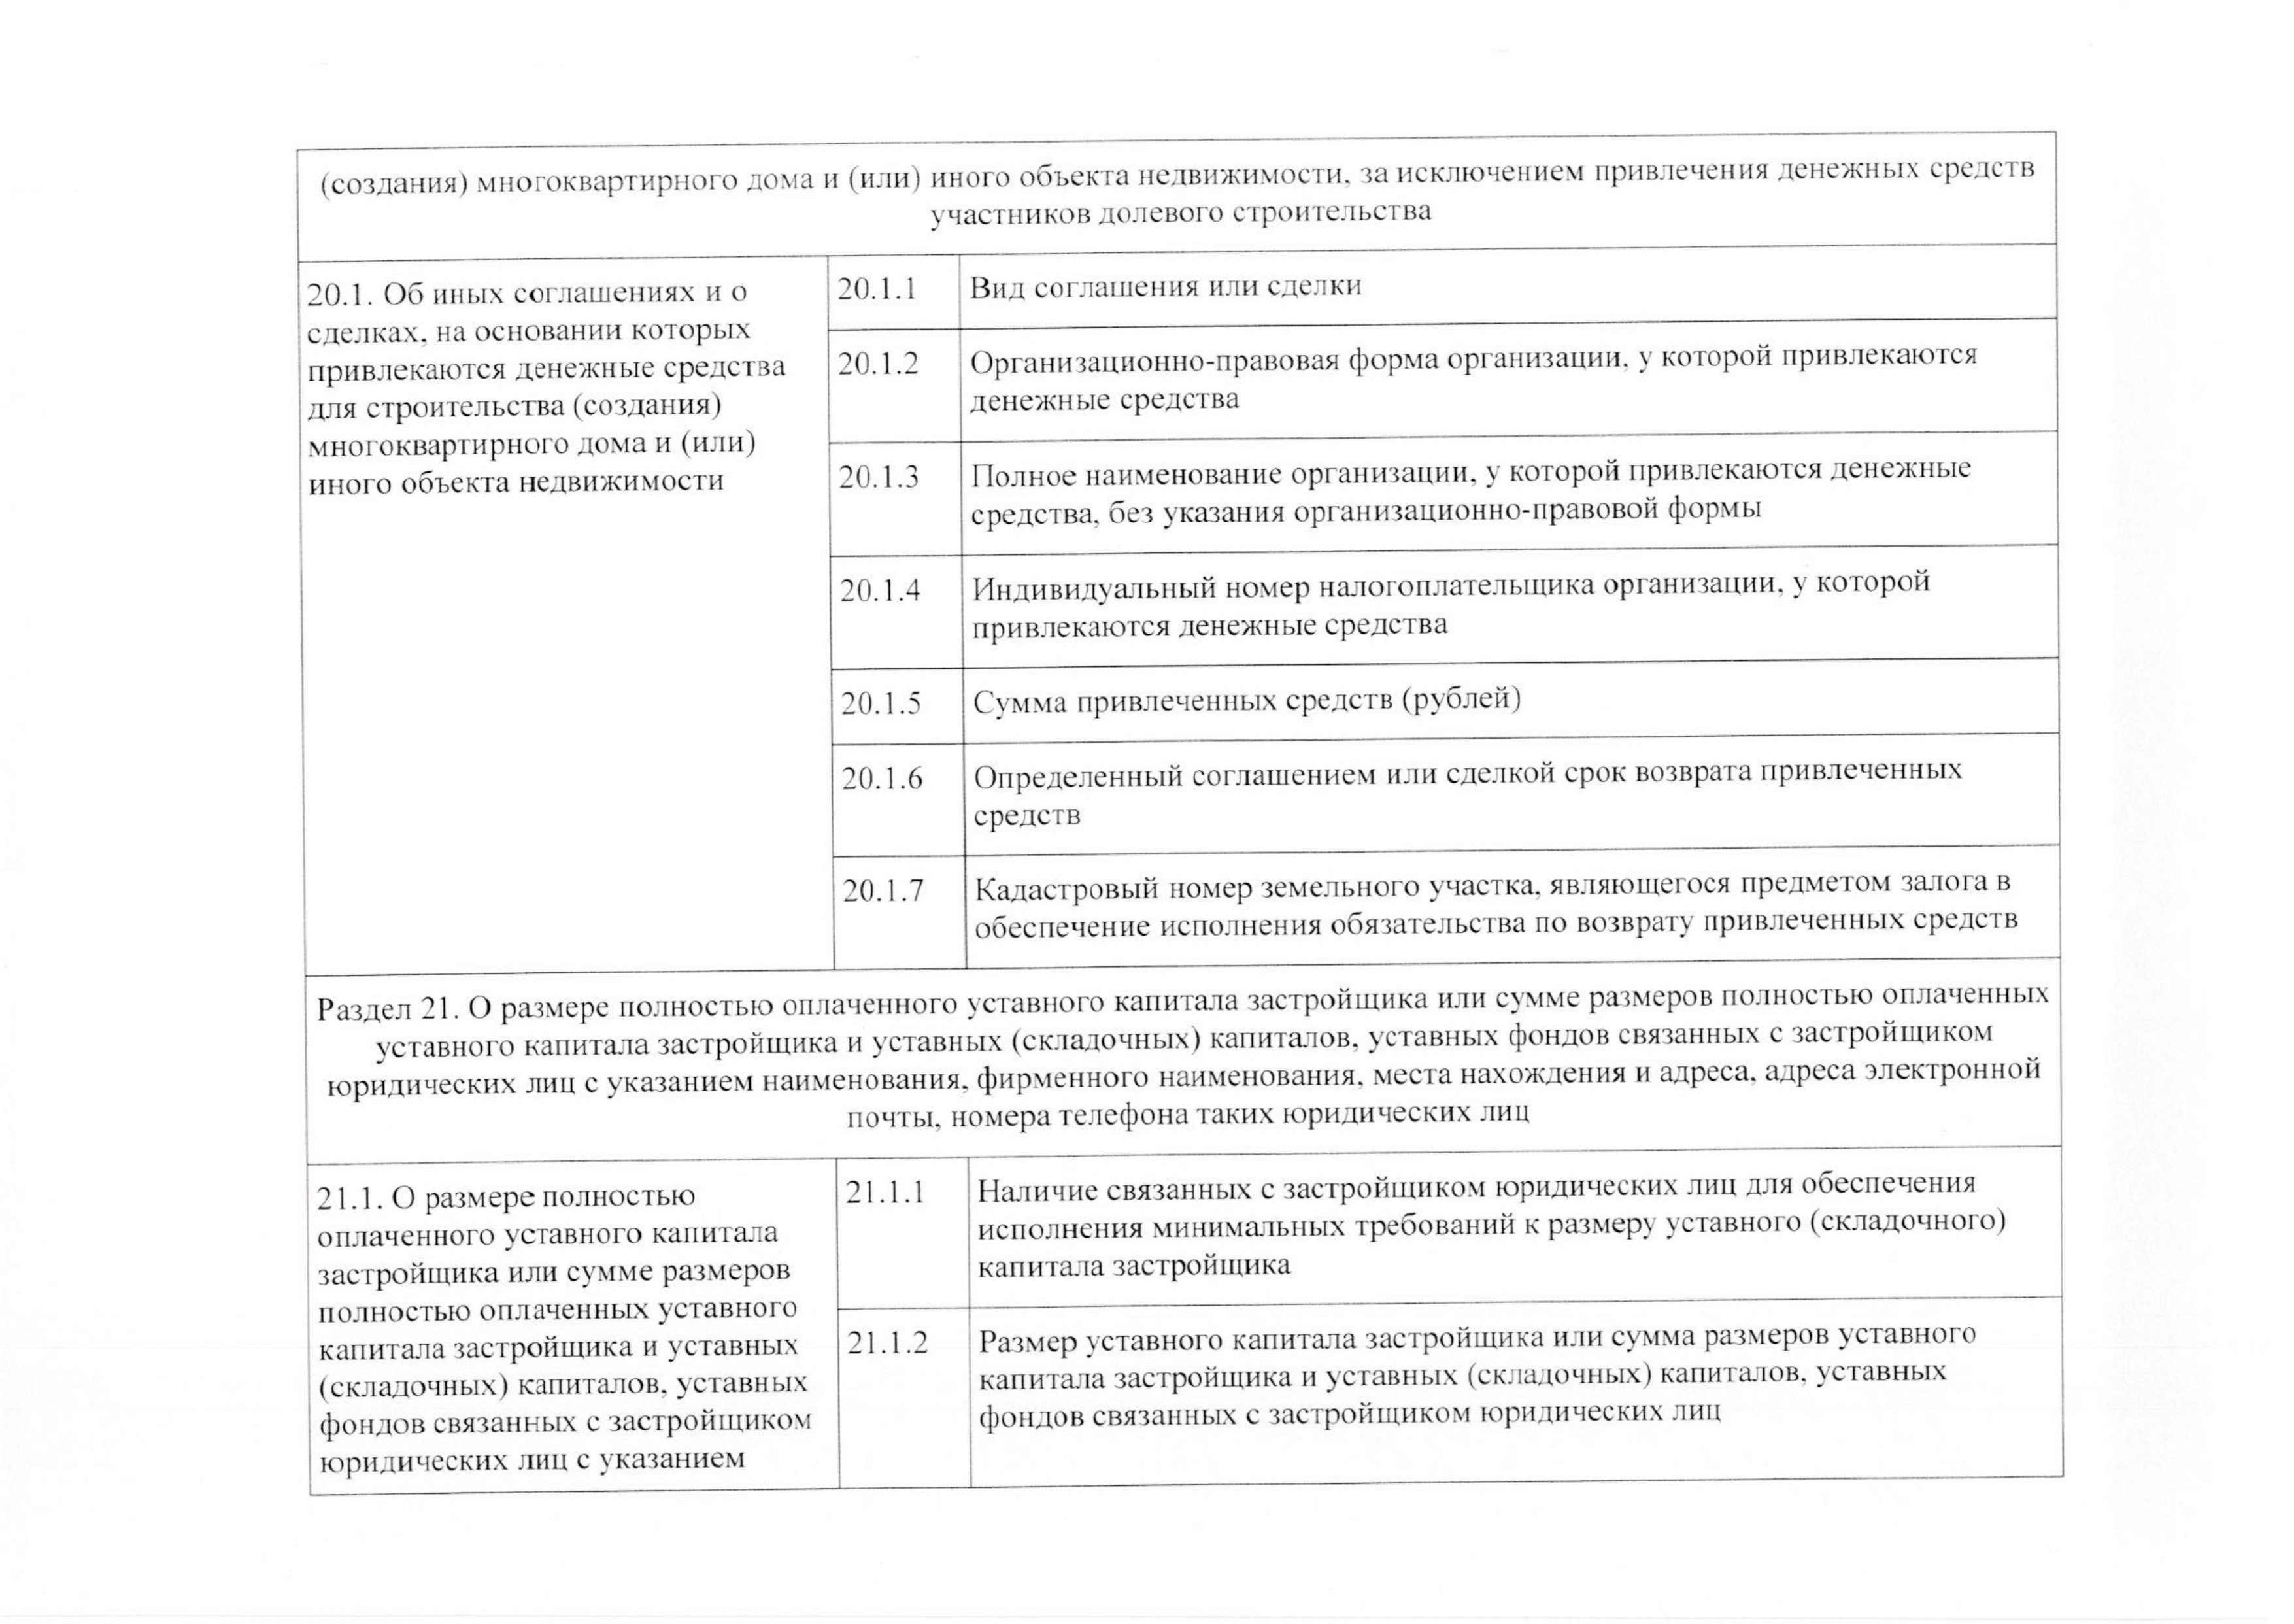 (создания) многоквартирного дома и (или) иного объекта недвижимости, за исключением привлечения денежных средств
участников долевого строительства
20.1. Об иных соглашениях и о
сделках, на основании которых
привлекаются денежные средства
для строительства (создания)
многоквартирного дома и (или)
иного объекта недвижимости
20.1.1
Вид соглашения или сделки
20.1.2
Организационно-правовая форма организации, у которой привлекаются
денежные средства
20.1.3
Полное наименование организации, у которой привлекаются денежные
средства, без указания организационно-правовой формы
20.1.4
Индивидуальный номер налогоплательщика организации, у которой
привлекаются денежные средства
20.1.5
Сумма привлеченных средств (рублей)
20.1.6
Определенный соглашением или сделкой срок возврата привлеченных
средств
20.1.7
Кадастровый номер земельного участка, являющегося предметом залога в
обеспечение исполнения обязательства по возврату привлеченных средств
Раздел 21. О размере полностью оплаченного уставного капитала застройщика или сумме размеров полностью оплаченных
уставного капитала застройщика и уставных (складочных) капиталов, уставных фондов связанных с застройщиком
юридических лиц с указанием наименования, фирменного наименования, места нахождения и адреса, адреса электронной
почты, номера телефона таких юридических лиц
21.1. О размере полностью
оплаченного уставного капитала
застройщика или сумме размеров
полностью оплаченных уставного
капитала застройщика и уставных
(складочных) капиталов, уставных
фондов связанных с застройщиком
юридических лиц с указанием
21.1.1
Наличие связанных с застройщиком юридических лиц для обеспечения
исполнения минимальных требований к размеру уставного (складочного)
капитала застройщика
21.1.2
Размер уставного капитала застройщика или сумма размеров уставного
капитала застройщика и уставных (складочных) капиталов, уставных
фондов связанных с застройщиком юридических лиц